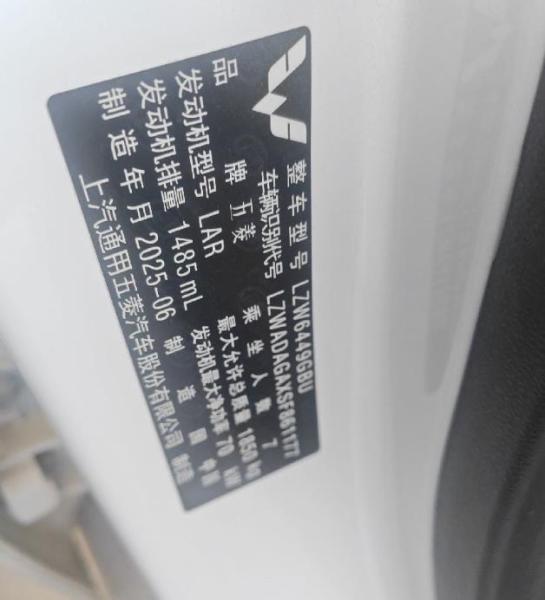 整车型号 LZW6449GBU
车辆识别代号 LZWADAGAXSF861177
品牌 五菱 乘坐人数 7
发动机型号 LAR 最大允许总质量 1850 kg
发动机排量 1485 mL 发动机最大净功率 70 kW
制造年月 2025-06 制造国 中国
上汽通用五菱汽车股份有限公司 制造